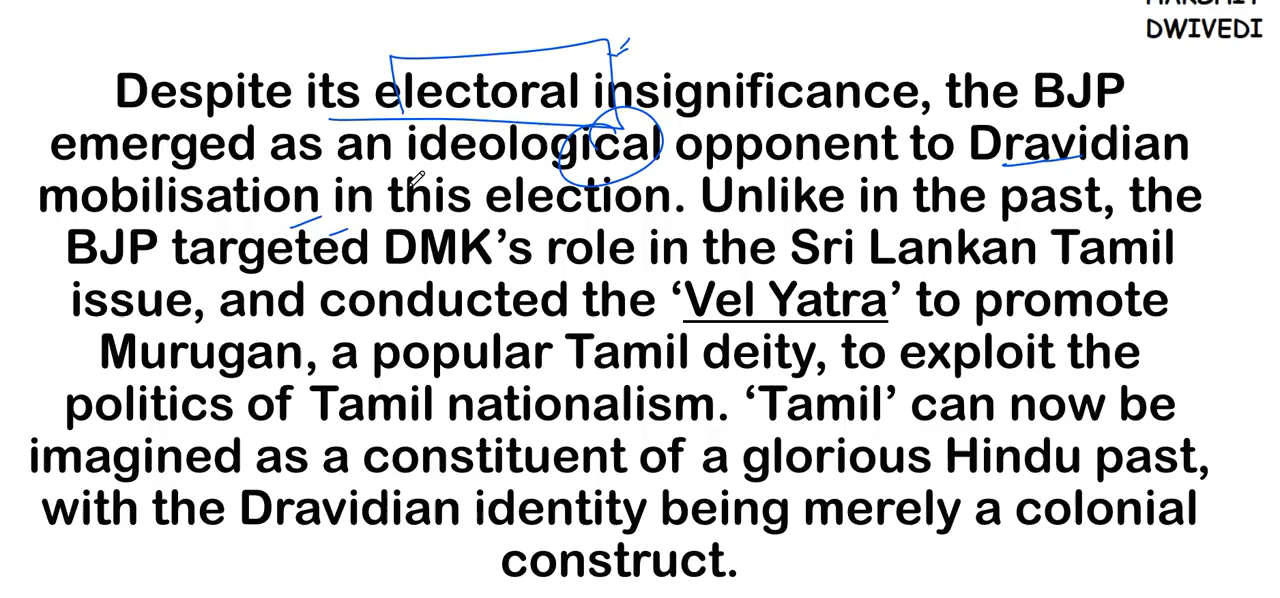 DWIVEDI
Despite its electoral insignificance, the BJP
emerged as an ideological opponent to Dravidian
mobilisation in this election. Unlike in the past, the
BJP targeted DMK’s role in the Sri Lankan Tamil
issue, and conducted the ‘Vel Yatra’ to promote
Murugan, a popular Tamil deity, to exploit the
politics of Tamil nationalism. ‘Tamil’ can now be
imagined as a constituent of a glorious Hindu past,
with the Dravidian identity being merely a colonial
construct.